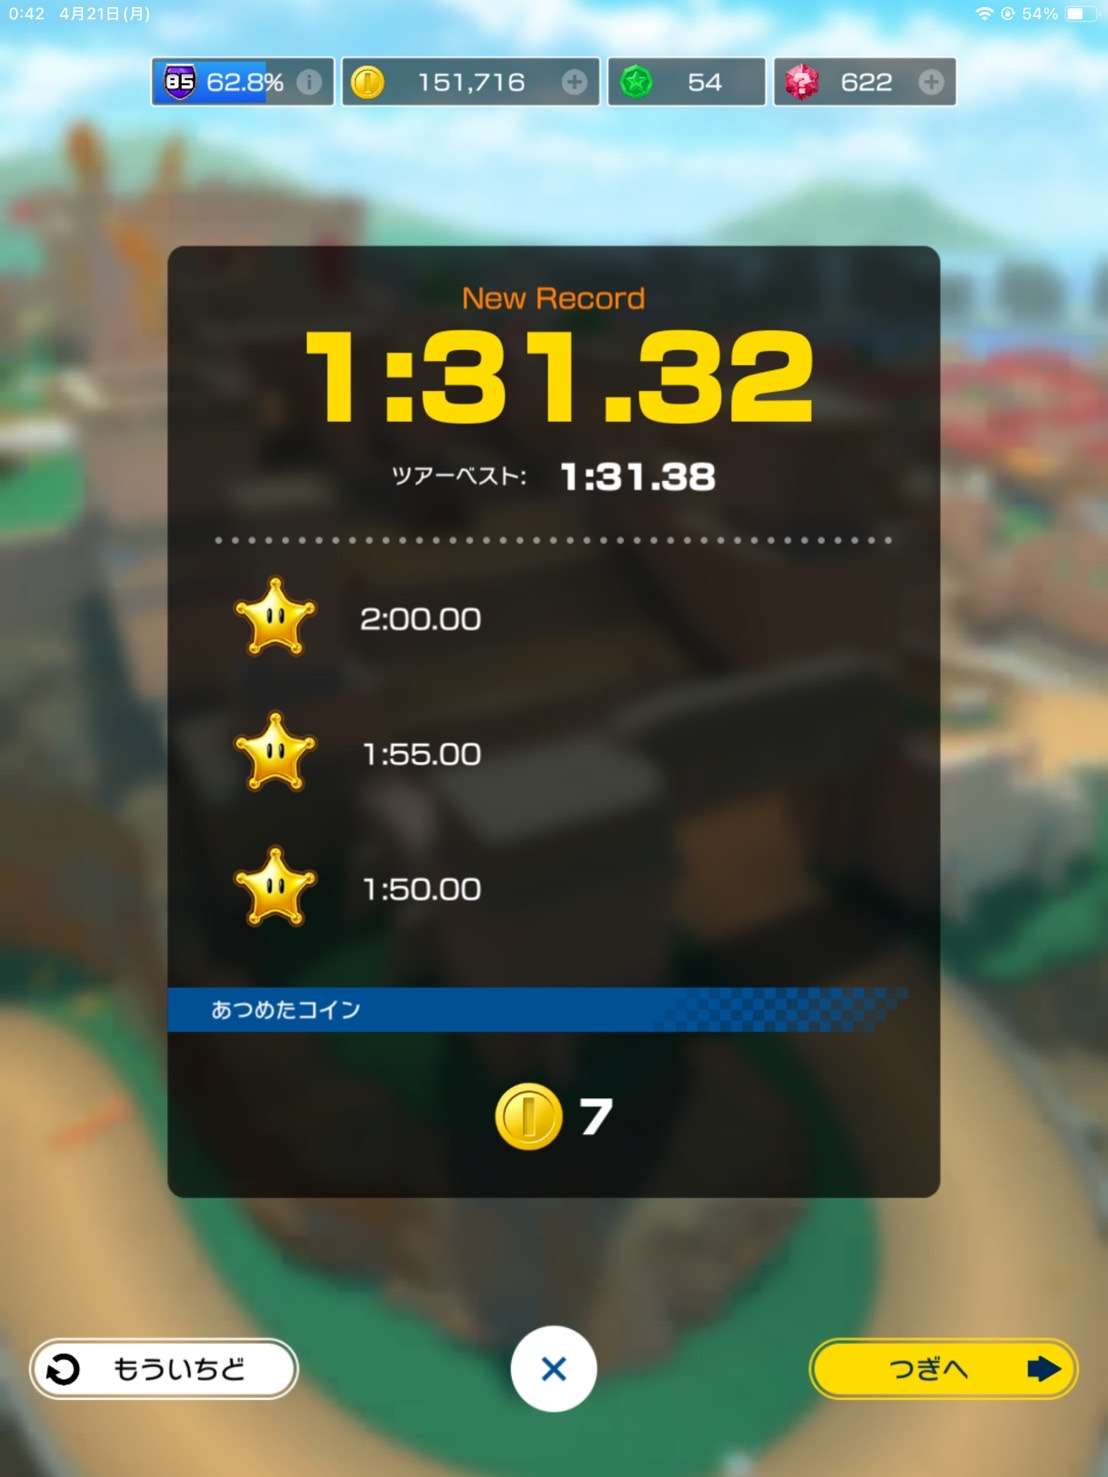 0:42 4月21日(月)
54%
85 62.8% i 151,716 + 54 622 +
New Record
1:31.32
ツアーベスト: 1:31.38
2:00.00
1:55.00
1:50.00
あつめたコイン
7
もういちど
つぎへ